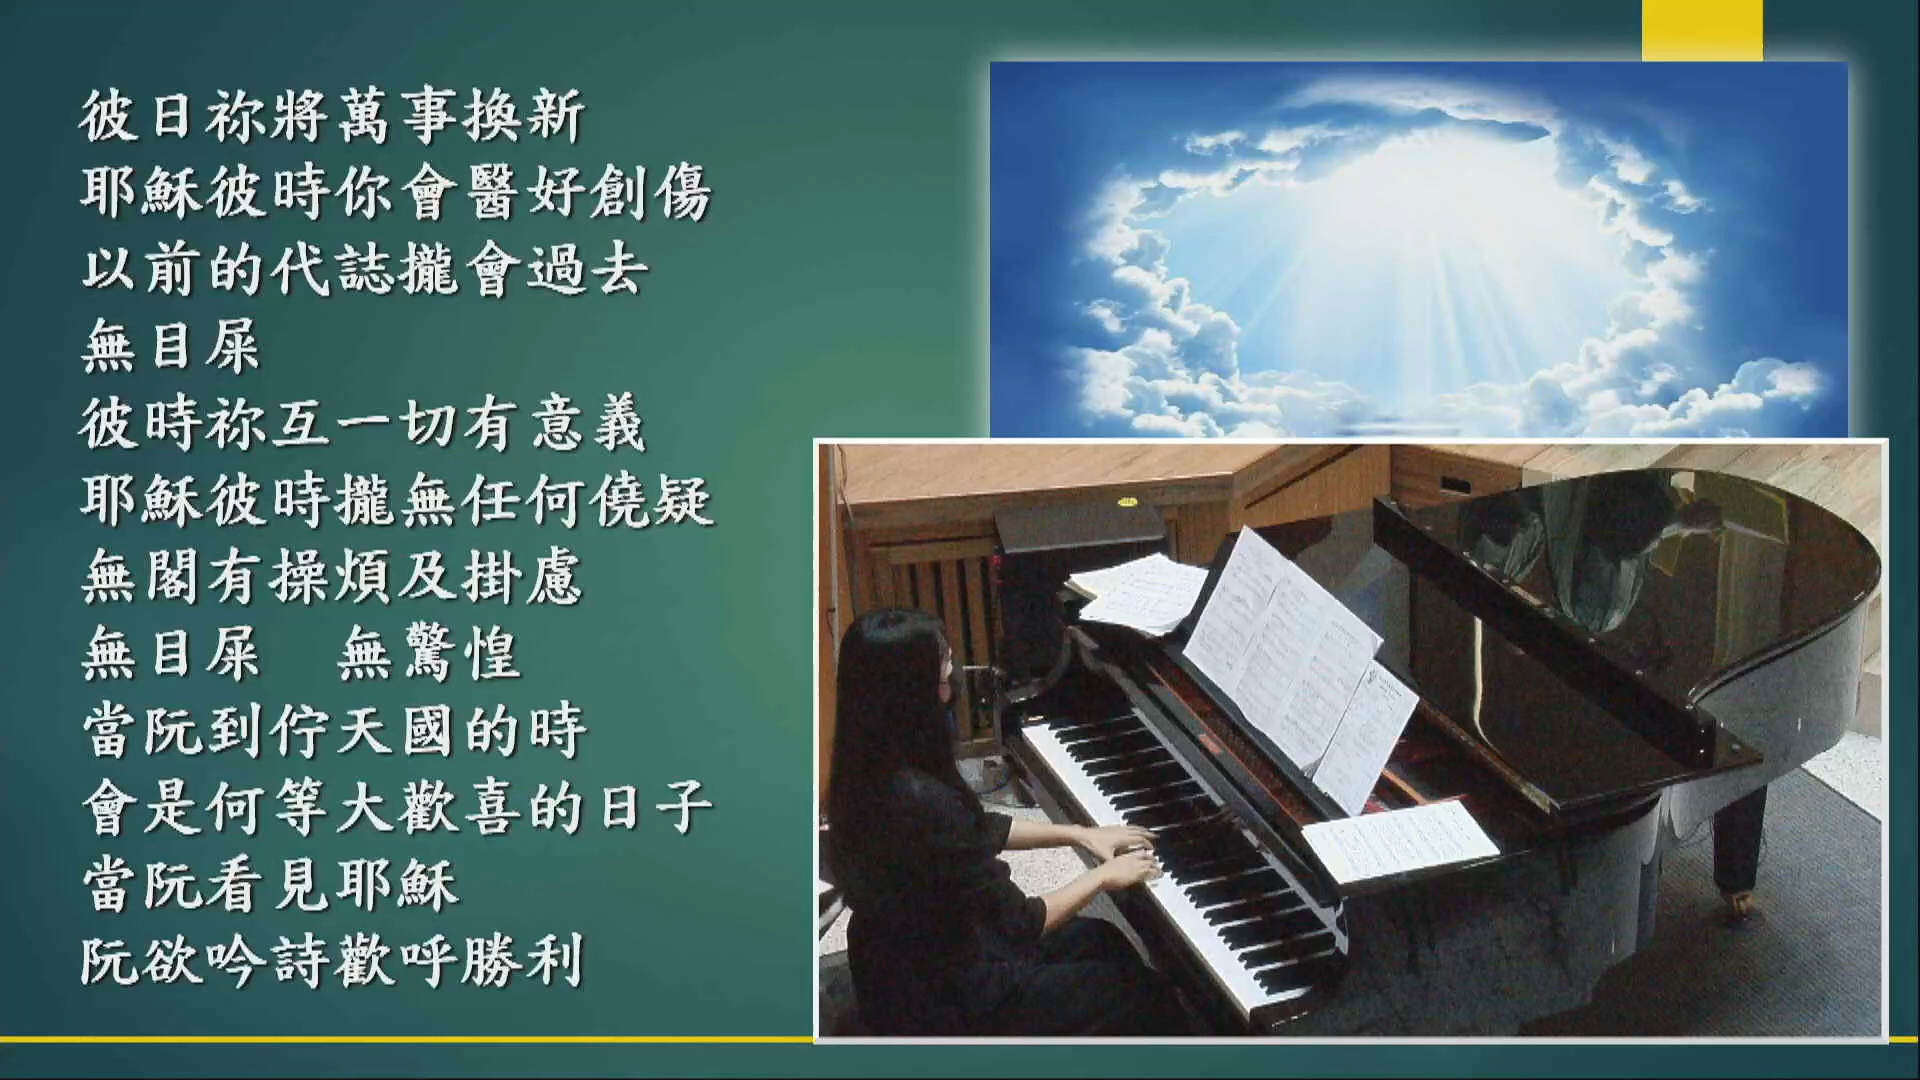 彼日祢將萬事換新
耶穌彼時你會醫好創傷
以前的代誌攏會過去
無目屎
彼時祢互一切有意義
耶穌彼時攏無任何僥疑
無閣有操煩及掛慮
無目屎　無驚惶
當阮到佇天國的時
會是何等大歡喜的日子
當阮看見耶穌
阮欲吟詩歡呼勝利